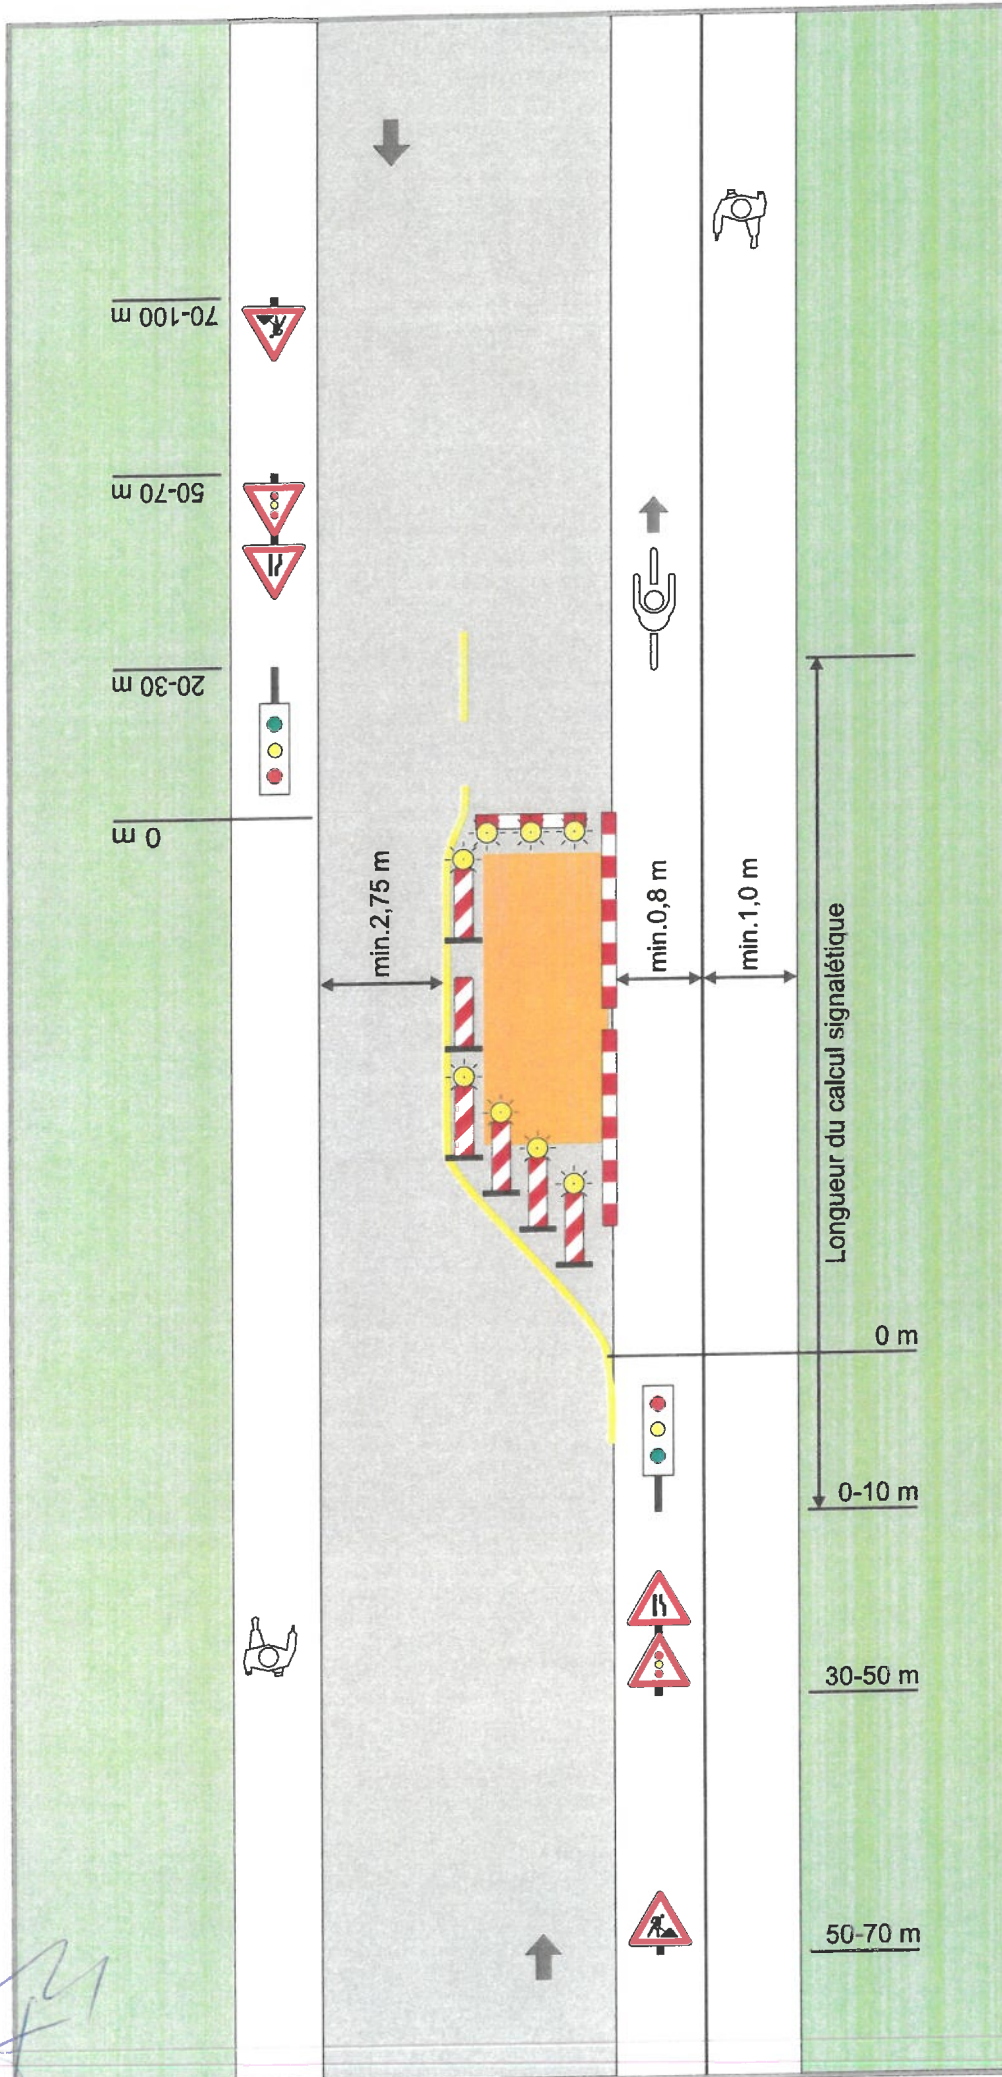 70-100 m
50-70 m
20-30 m
0 m
min.2,75 m
min.0,8 m
min.1,0 m
Longueur du calcul signalétique
0 m
0-10 m
30-50 m
50-70 m